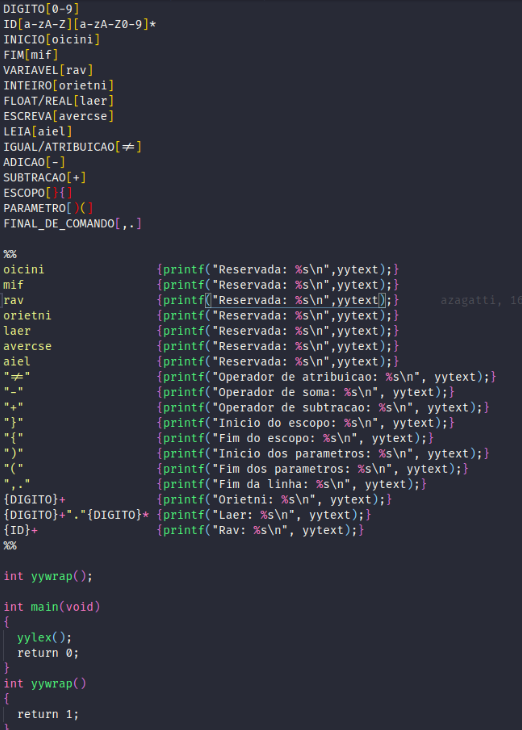 DIGITO[0-9]
ID[a-zA-Z][a-zA-Z0-9]*
INICIO[oicini]
FIM[mif]
VARIAVEL[rav]
INTEIRO[orietni]
FLOAT/REAL[laer]
ESCREVA[avercse]
LEIA[aiel]
IGUAL/ATRIBUICAO[≠]
ADICAO[-]
SUBTRACAO[+]
ESCOPO[}{]
PARAMETRO[)(]
FINAL_DE_COMANDO[,.]
%%
oicini {printf("Reservada: %s\n",yytext);}
mif {printf("Reservada: %s\n",yytext);}
rav {printf("Reservada: %s\n",yytext);} azagatti, 16
orietni {printf("Reservada: %s\n",yytext);}
laer {printf("Reservada: %s\n",yytext);}
avercse {printf("Reservada: %s\n",yytext);}
aiel {printf("Reservada: %s\n",yytext);}
"≠" {printf("Operador de atribuicao: %s\n", yytext);}
"-" {printf("Operador de soma: %s\n", yytext);}
"+" {printf("Operador de subtracao: %s\n", yytext);}
"}" {printf("Inicio do escopo: %s\n", yytext);}
"{" {printf("Fim do escopo: %s\n", yytext);}
")" {printf("Inicio dos parametros: %s\n", yytext);}
"(" {printf("Fim dos parametros: %s\n", yytext);}
",." {printf("Fim da linha: %s\n", yytext);}
{DIGITO}+ {printf("Orietni: %s\n", yytext);}
{DIGITO}+"."{DIGITO}* {printf("Laer: %s\n", yytext);}
{ID}+ {printf("Rav: %s\n", yytext);}
%%
int yywrap();
int main(void)
{
yylex();
return 0;
}
int yywrap()
{
return 1;
}